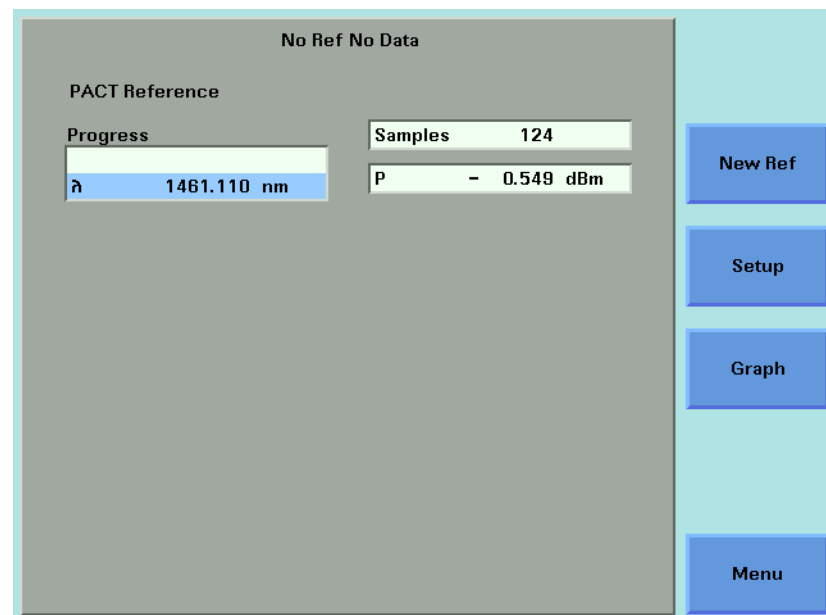 No Ref No Data
PACT Reference
Progress
λ 1461.110 nm
Samples 124
P - 0.549 dBm
New Ref
Setup
Graph
Menu